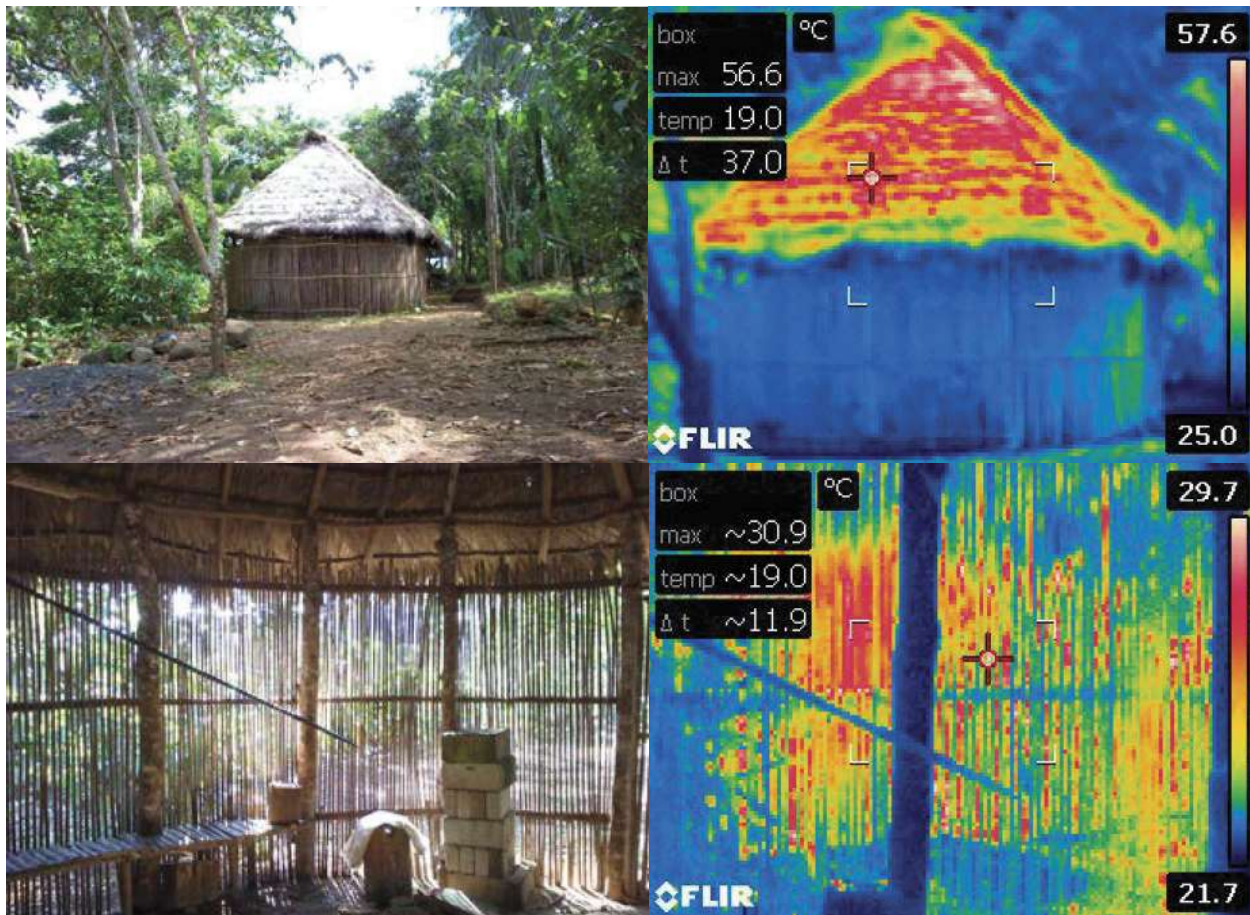 box °C 57.6
max 56.6
temp 19.0
Δ t 37.0
FLIR 25.0
box °C 29.7
max ~30.9
temp ~19.0
Δ t ~11.9
FLIR 21.7